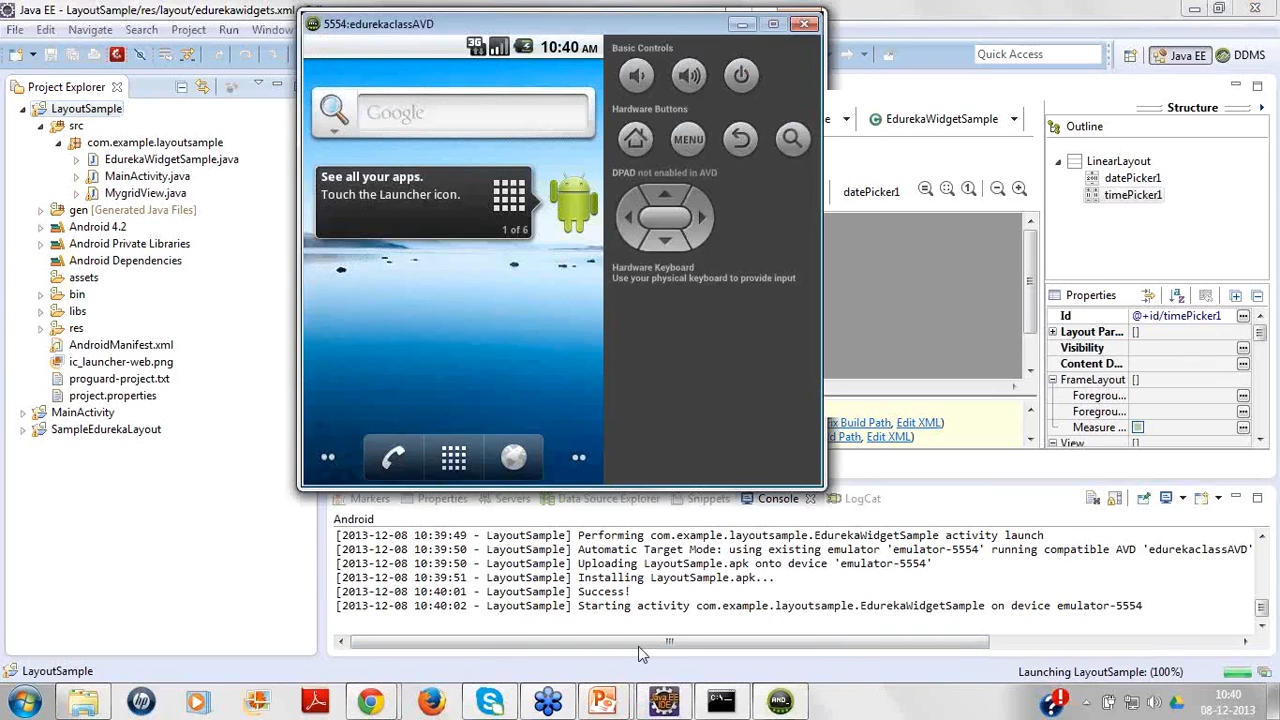 Java EE - LayoutSample/res/layout/edurekawidgets.xml
5554:edurekaclassAVD
File Edit Source Refactor Navigate Search Project Run Window
3G 10:40 AM
Basic Controls
Quick Access
Java EE DDMS
Project Explorer
LayoutSample
src
com.example.layoutsample
EdurekaWidgetSample.java
MainActivity.java
MygridView.java
gen [Generated Java Files]
Android 4.2
Android Private Libraries
Android Dependencies
assets
bin
libs
res
AndroidManifest.xml
ic_launcher-web.png
proguard-project.txt
project.properties
MainActivity
SampleEdurekaLayout
Google
See all your apps.
Touch the Launcher icon.
1 of 6
Hardware Buttons
MENU
DPAD not enabled in AVD
Hardware Keyboard
Use your physical keyboard to provide input
EdurekaWidgetSample
datePicker1
Structure
Outline
LinearLayout
datePicker1
timePicker1
Properties
Id @+id/timePicker1
Layout Par... []
Visibility
Content D...
FrameLayout []
Foregrou...
Foregrou...
Measure ...
View []
Fix Build Path, Edit XML)
d Path, Edit XML)
Markers Properties Servers Data Source Explorer Snippets Console LogCat
Android
[2013-12-08 10:39:49 - LayoutSample] Performing com.example.layoutsample.EdurekaWidgetSample activity launch
[2013-12-08 10:39:50 - LayoutSample] Automatic Target Mode: using existing emulator 'emulator-5554' running compatible AVD 'edurekaclassAVD'
[2013-12-08 10:39:50 - LayoutSample] Uploading LayoutSample.apk onto device 'emulator-5554'
[2013-12-08 10:39:51 - LayoutSample] Installing LayoutSample.apk...
[2013-12-08 10:40:01 - LayoutSample] Success!
[2013-12-08 10:40:02 - LayoutSample] Starting activity com.example.layoutsample.EdurekaWidgetSample on device emulator-5554
LayoutSample
Launching LayoutSample: (100%)
10:40
08-12-2013